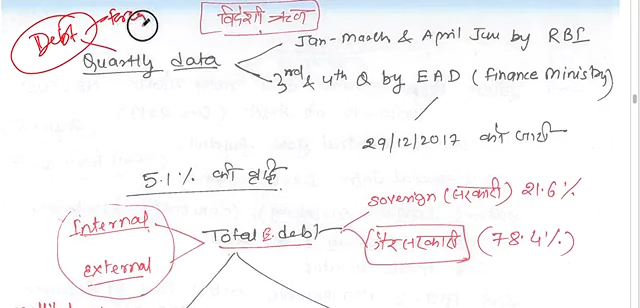 विदेशी ऋण
Debt
Jan-march & April Jun by RBI
Quartly data
3rd & 4th Q by EAD (finance Ministry)
29/12/2017 को जारी
5.1% की वृद्धि
sovereign (सरकारी) 21.6%
Internal
Total E. debt
गैर सरकारी (78.4%)
external